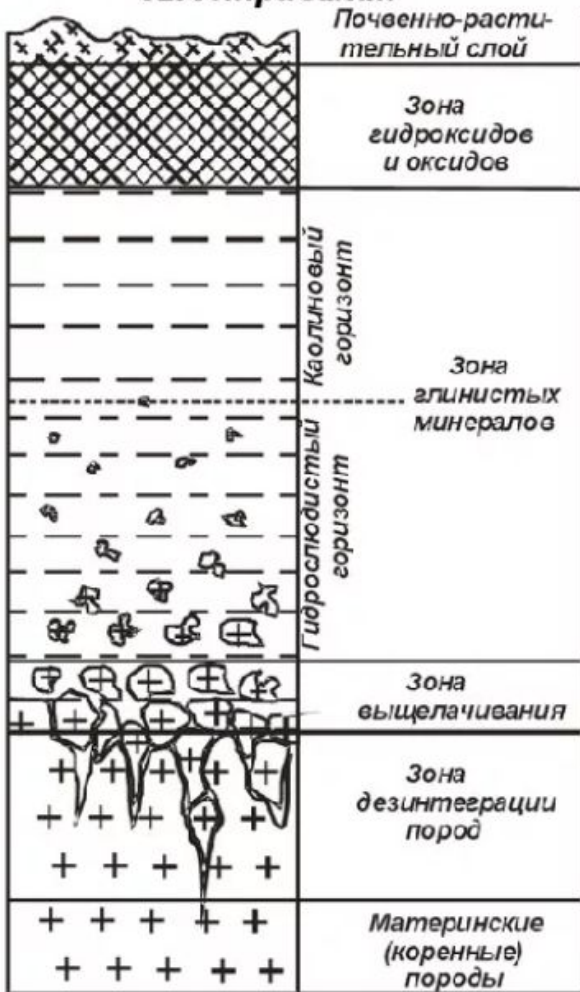 Почвенно-расти-
тельный слой
Зона
гидроксидов
и оксидов
Каолиновый
горизонт
Зона
глинистых
минералов
Гидрослюдистый
горизонт
Зона
выщелачивания
Зона
дезинтеграции
пород
Материнские
(коренные)
породы